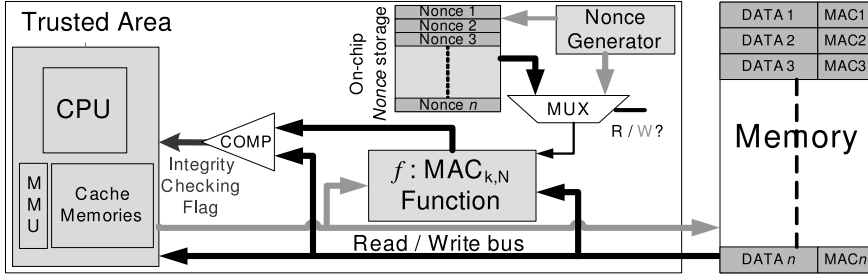 Trusted Area
CPU
MMU
Cache
Memories
COMP
Integrity
Checking
Flag
On-chip
Nonce storage
Nonce 1
Nonce 2
Nonce 3
Nonce n
Nonce
Generator
MUX
R / W?
f : MACk,N
Function
Read / Write bus
DATA 1 MAC1
DATA 2 MAC2
DATA 3 MAC3
Memory
DATA n MACn